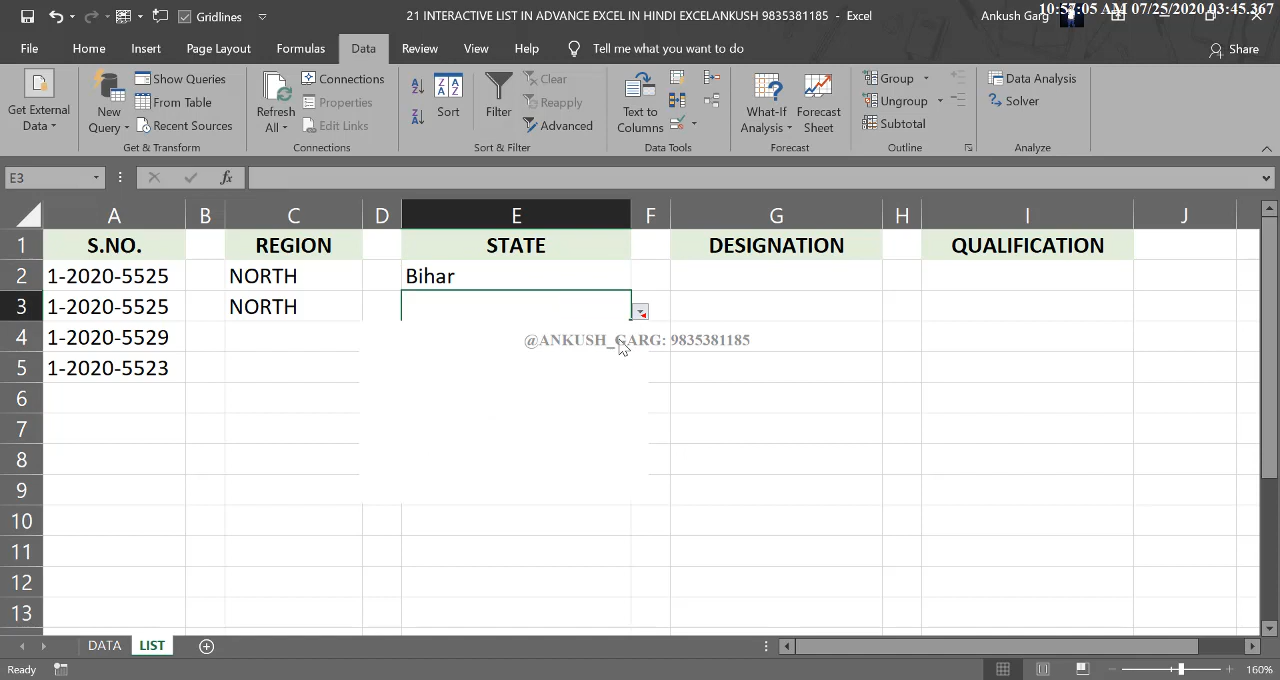 Gridlines
21 INTERACTIVE LIST IN ADVANCE EXCEL IN HINDI EXCELANKUSH 9835381185 - Excel
Ankush Garg
10:57:05 AM 07/25/2020 03:45.367
File Home Insert Page Layout Formulas Data Review View Help Tell me what you want to do Share
Get External Data
New Query
Show Queries
From Table
Recent Sources
Get & Transform
Refresh All
Connections
Properties
Edit Links
Connections
Sort
Filter
Clear
Reapply
Advanced
Sort & Filter
Text to Columns
Data Tools
What-If Analysis
Forecast Sheet
Forecast
Group
Ungroup
Subtotal
Outline
Data Analysis
Solver
Analyze
E3 fx
A B C D E F G H I J
1 S.NO. REGION STATE DESIGNATION QUALIFICATION
2 1-2020-5525 NORTH Bihar
3 1-2020-5525 NORTH
4 1-2020-5529
@ANKUSH_GARG: 9835381185
5 1-2020-5523
6
7
8
9
10
11
12
13
DATA LIST
Ready 160%